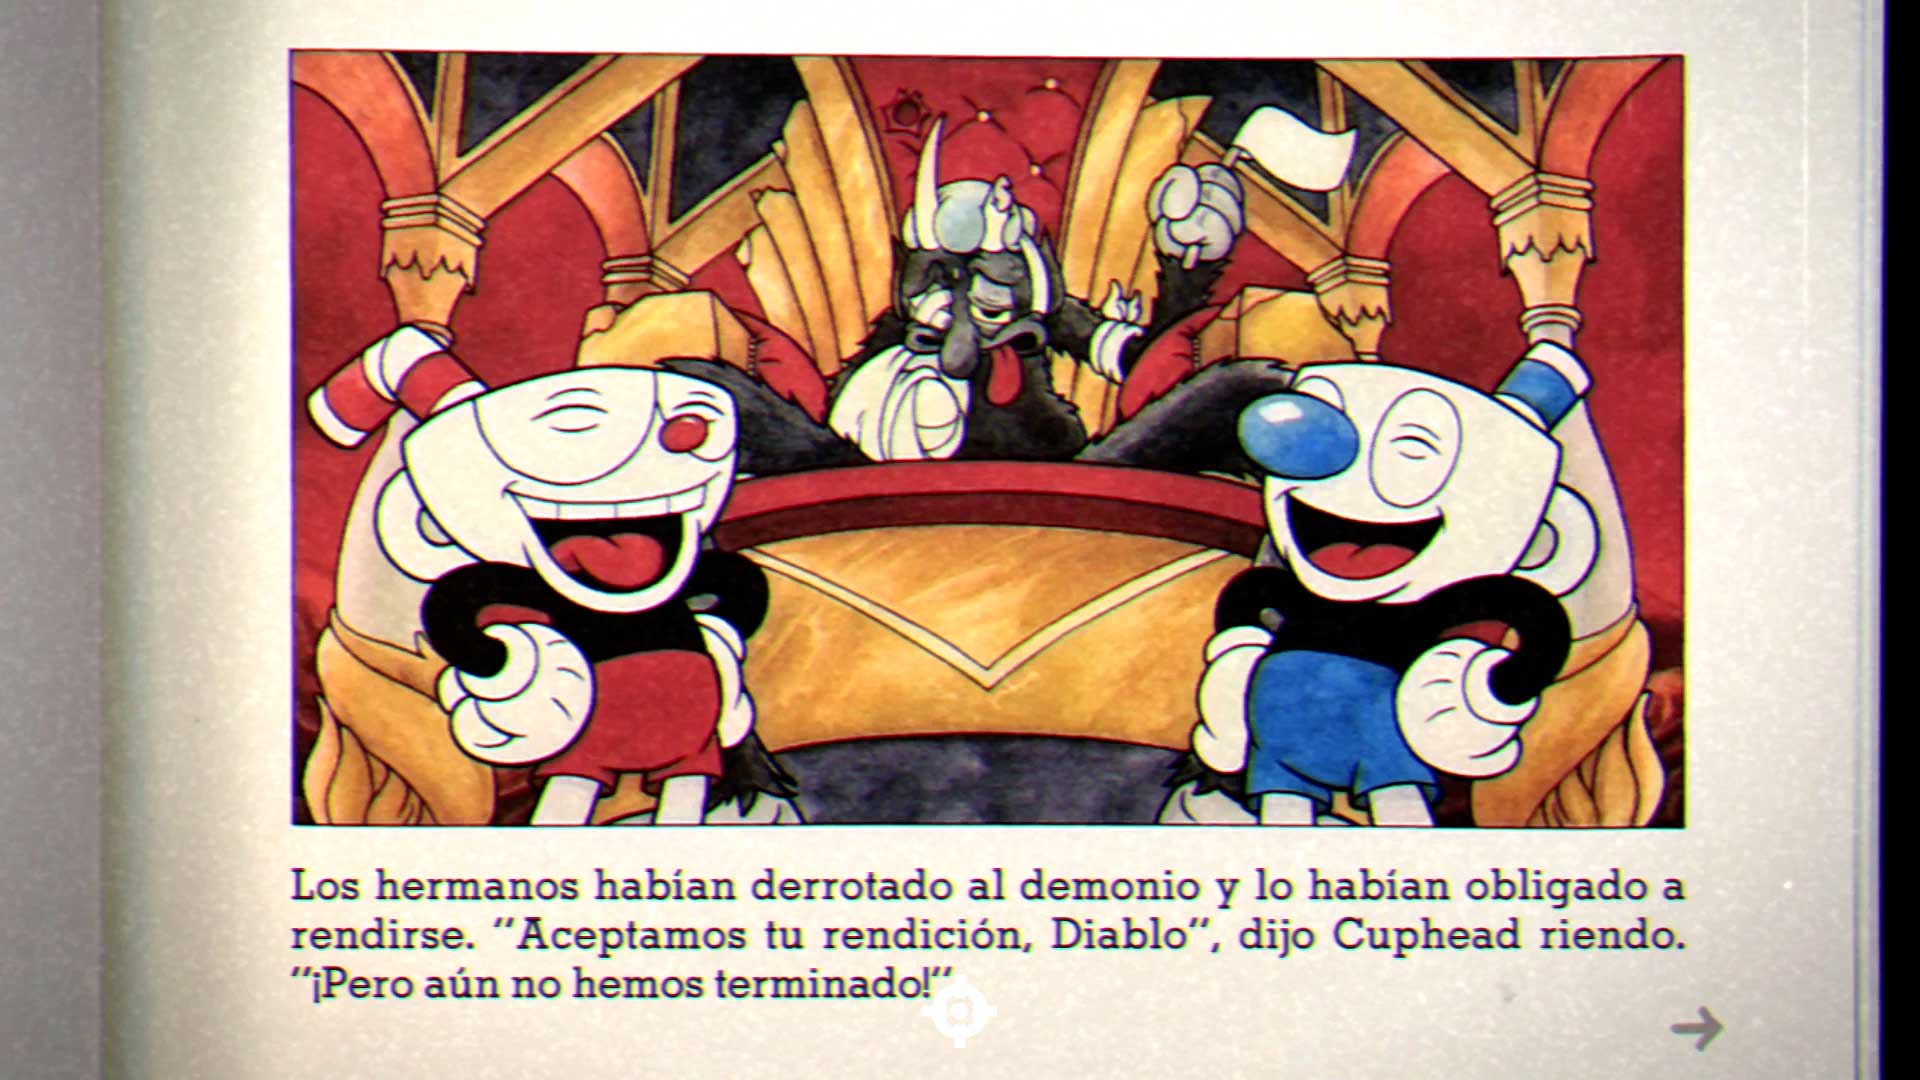 Los hermanos habían derrotado al demonio y lo habían obligado a
rendirse. “Aceptamos tu rendición, Diablo”, dijo Cuphead riendo.
“¡Pero aún no hemos terminado!”